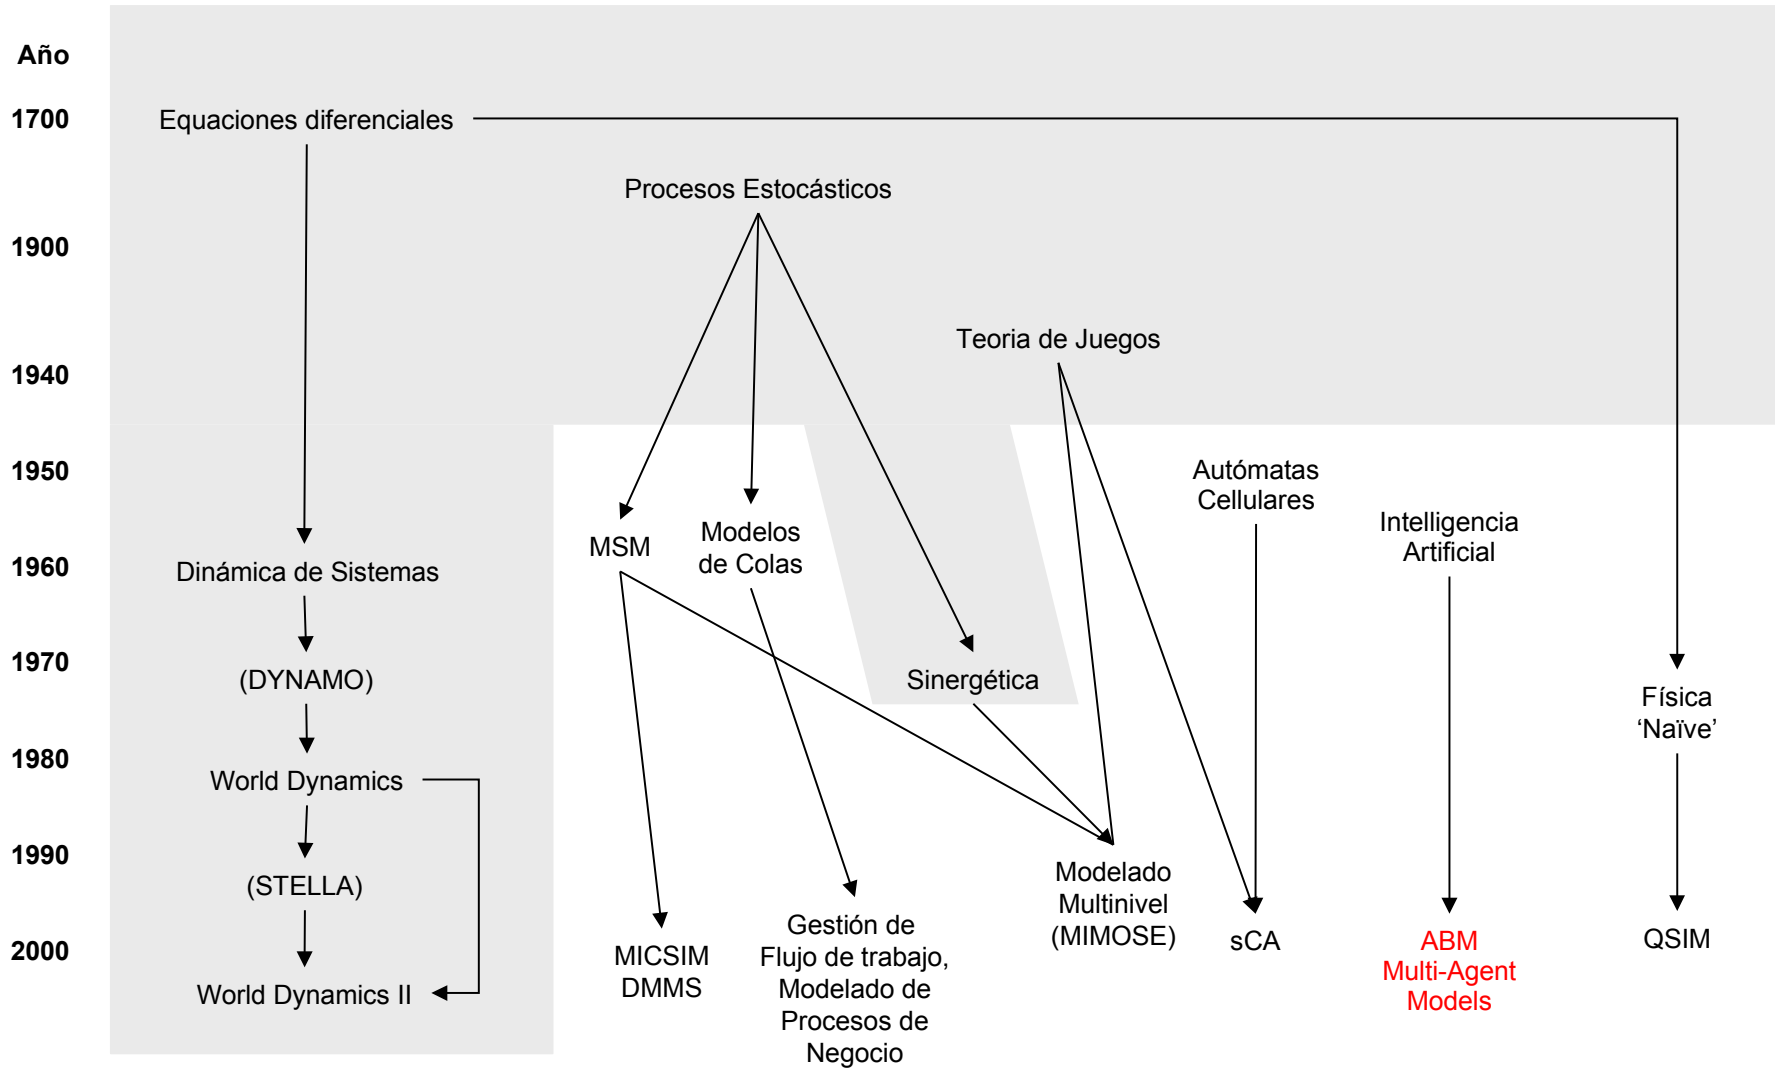 Año
1700
Equaciones diferenciales
Procesos Estocásticos
1900
Teoria de Juegos
1940
1950
Autómatas
Cellulares
Intelligencia
Artificial
MSM
Modelos
de Colas
1960
Dinámica de Sistemas
1970
(DYNAMO)
Sinergética
Física
‘Naïve’
1980
World Dynamics
1990
(STELLA)
Modelado
Multinivel
(MIMOSE)
Gestión de
Flujo de trabajo,
Modelado de
Procesos de
Negocio
2000
MICSIM
DMMS
sCA
ABM
Multi-Agent
Models
QSIM
World Dynamics II